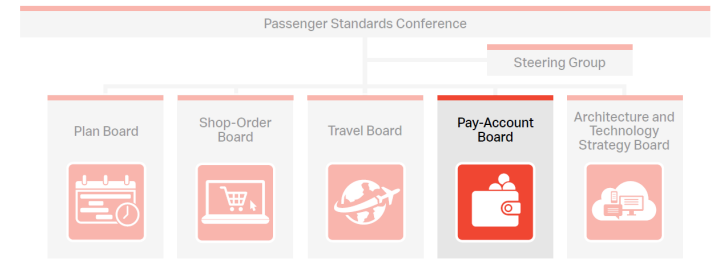 Passenger Standards Conference
Steering Group
Plan Board
Shop-Order
Board
Travel Board
Pay-Account
Board
Architecture and
Technology
Strategy Board